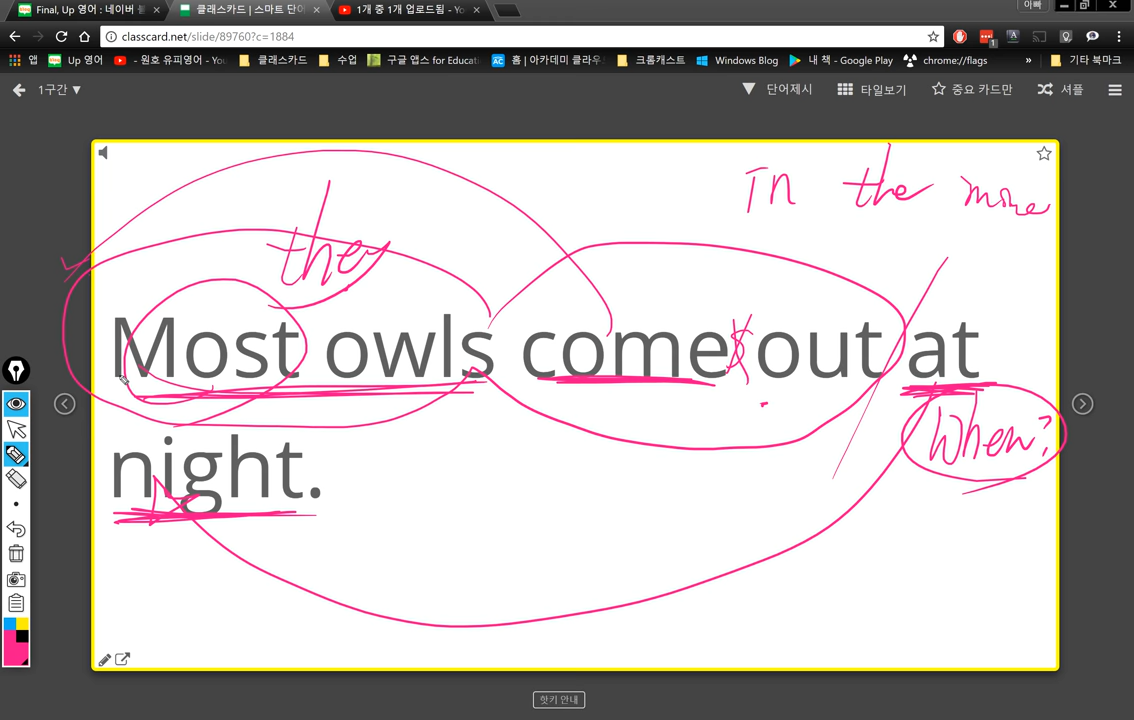 Final, Up 영어 : 네이버 블
클래스카드 | 스마트 단어
1개 중 1개 업로드됨 - Yo
아빠
classcard.net/slide/89760?c=1884
앱 Up 영어 - 원호 유피영어 - You 클래스카드 수업 구글 앱스 for Educati 홈 | 아카데미 클라우 크롬캐스트 Windows Blog 내 책 - Google Play chrome://flags » 기타 북마크
1구간 ▼ 단어제시 타일보기 중요 카드만 셔플
In the
they
Most owls come out at
When?
night.
핫키 안내